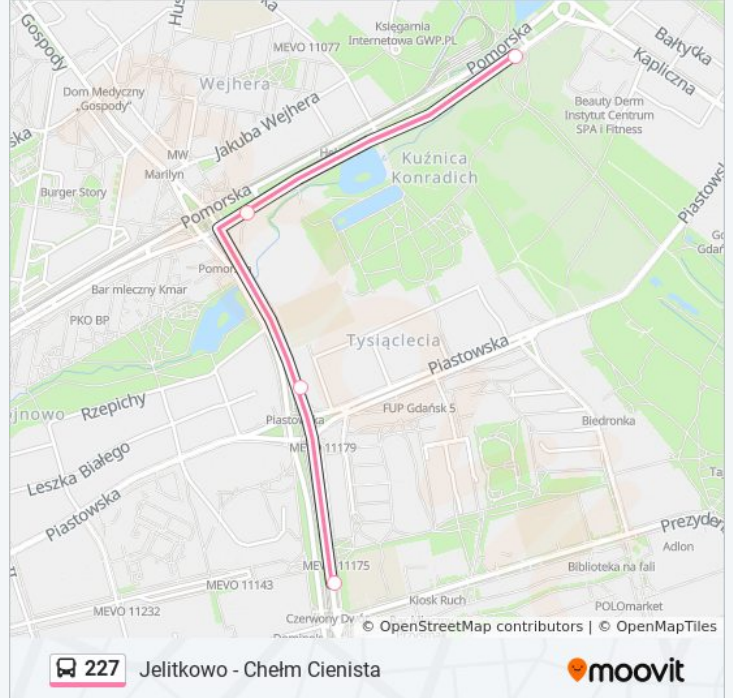 Gospody
Księgarnia
Internetowa GWP.PL
MEVO 11077
Pomorska
Bałtycka
Kapliczna
Wejhera
Dom Medyczny
„Gospody”
Jakuba Wejhera
Beauty Derm
Instytut Centrum
SPA i Fitness
MW
Marilyn
Kuźnica
Konradich
Burger Story
Pomorska
Bar mleczny Kmar
PKO BP
Tysiąclecia
Piastowska
Rzepichy
FUP Gdańsk 5
Biedronka
MEVO 11179
Leszka Białego
Piastowska
MEVO 11175
MEVO 11143
Adlon
Biblioteka na fali
MEVO 11232
Kiosk Ruch
POLOmarket
© OpenStreetMap contributors | © OpenMapTiles
227 Jelitkowo - Chełm Cienista
moovit